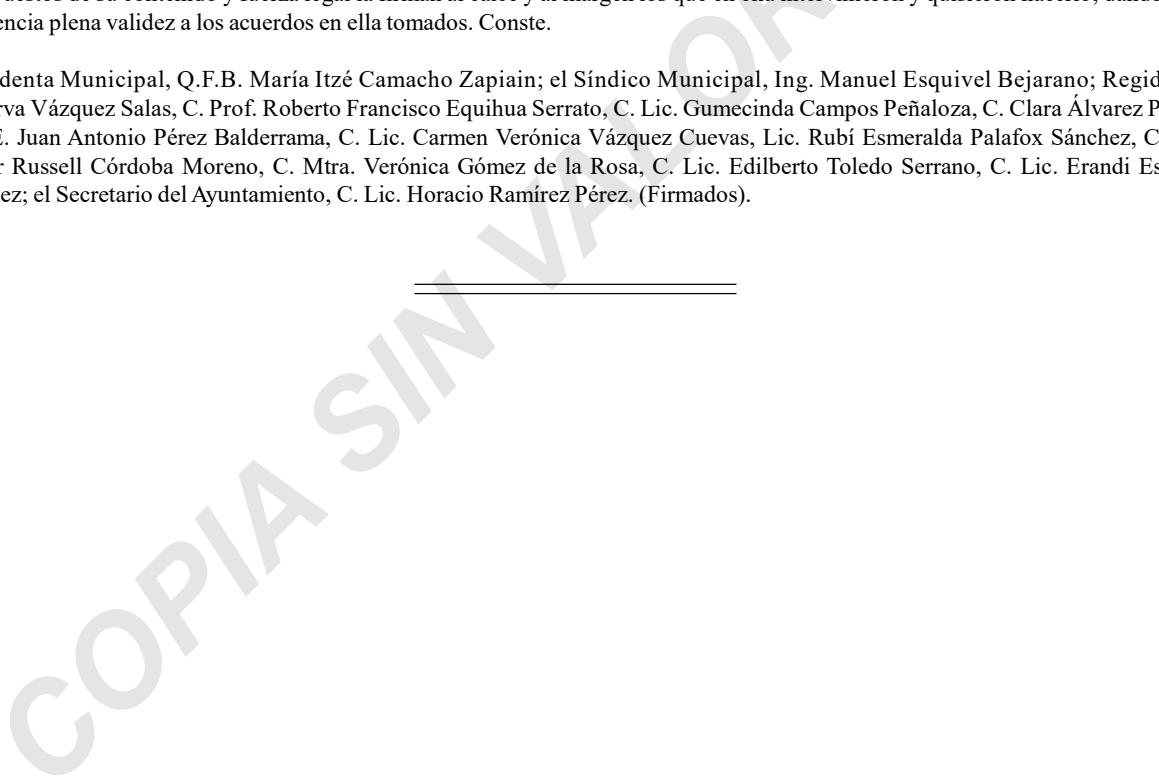 encia plena validez a los acuerdos en ella tomados. Conste.
denta Municipal, Q.F.B. María Itzé Camacho Zapiain; el Síndico Municipal, Ing. Manuel Esquivel Bejarano; Regid
rva Vázquez Salas, C. Prof. Roberto Francisco Equihua Serrato, C. Lic. Gumecinda Campos Peñaloza, C. Clara Álvarez P
E. Juan Antonio Pérez Balderrama, C. Lic. Carmen Verónica Vázquez Cuevas, Lic. Rubí Esmeralda Palafox Sánchez, C
r Russell Córdoba Moreno, C. Mtra. Verónica Gómez de la Rosa, C. Lic. Edilberto Toledo Serrano, C. Lic. Erandi Es
ez; el Secretario del Ayuntamiento, C. Lic. Horacio Ramírez Pérez. (Firmados).
COPIA SIN VALOR